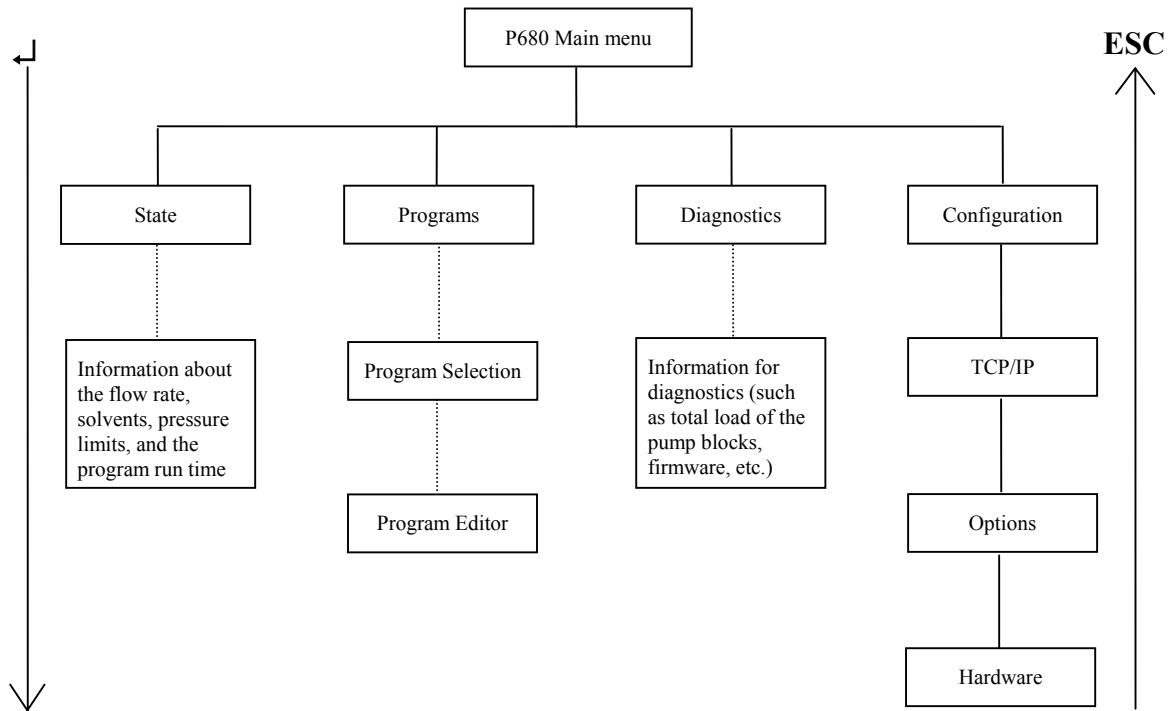 P680 Main menu
↵
ESC
State
Programs
Diagnostics
Configuration
Information about
the flow rate,
solvents, pressure
limits, and the
program run time
Program Selection
Information for
diagnostics (such
as total load of the
pump blocks,
firmware, etc.)
TCP/IP
Program Editor
Options
Hardware